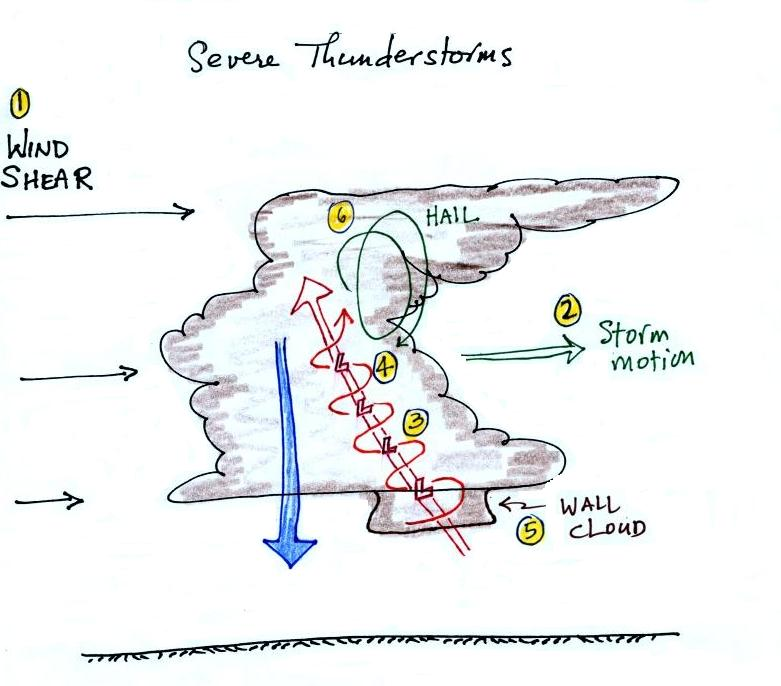 Severe Thunderstorms
1
WIND
SHEAR
6
HAIL
2
Storm
motion
4
3
L
L
L
L
WALL
CLOUD
5